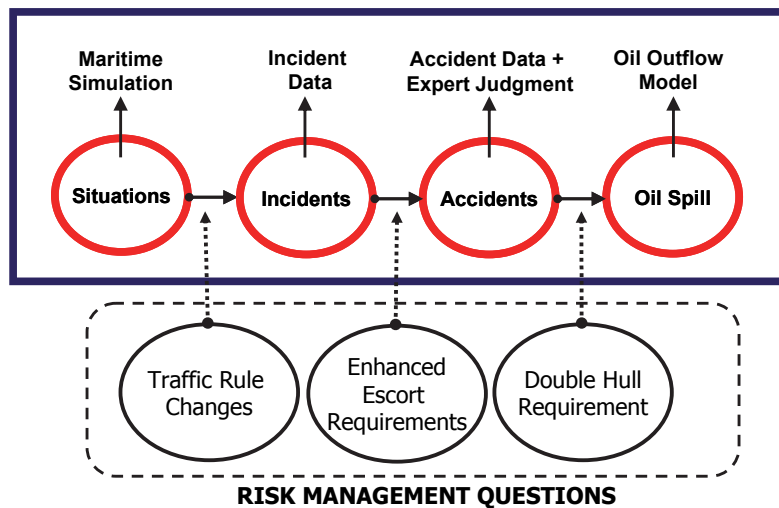 Maritime
Simulation
Incident
Data
Accident Data +
Expert Judgment
Oil Outflow
Model
Situations
Incidents
Accidents
Oil Spill
Traffic Rule
Changes
Enhanced
Escort
Requirements
Double Hull
Requirement
RISK MANAGEMENT QUESTIONS